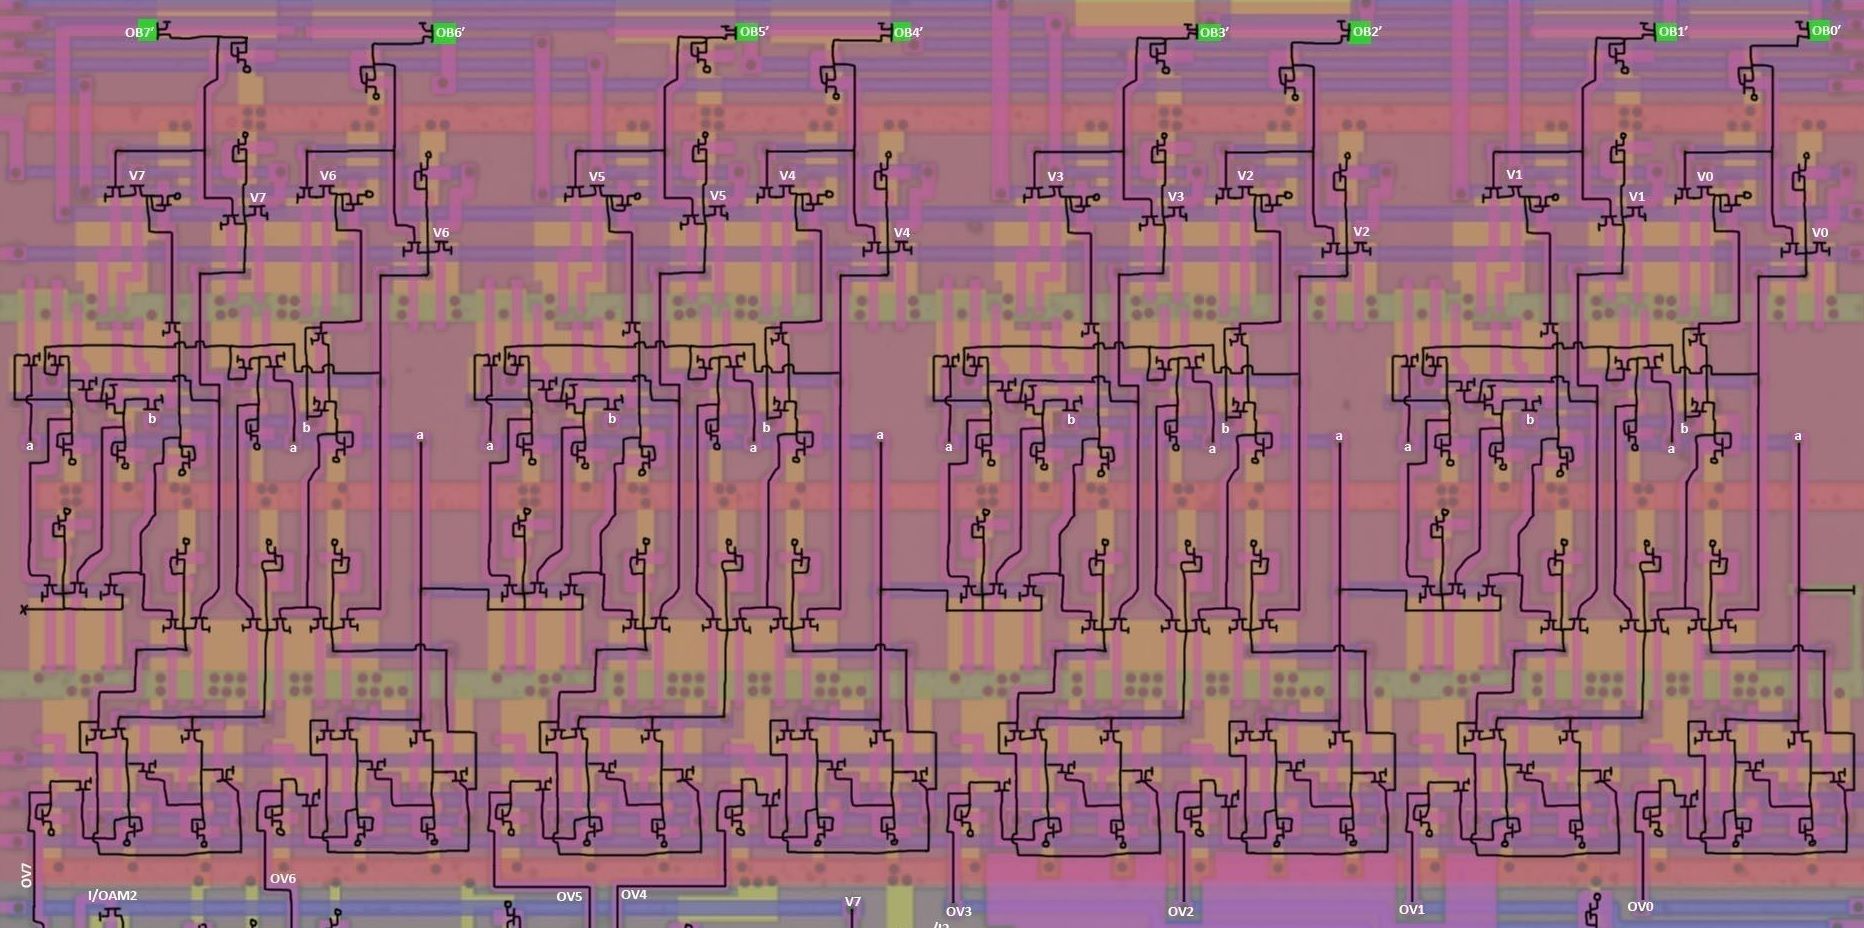 OB7' OB6' OB5' OB4' OB3' OB2' OB1' OB0'
V7 V6 V5 V4 V3 V2 V1 V0
V7 V5 V3 V1
V6 V4 V2 V0
b b b b
b b b b
a a a a a a a a a a a a
x
OV7 OV6 OV5 OV4 V7 OV3 OV2 OV1 OV0
I/OAM2